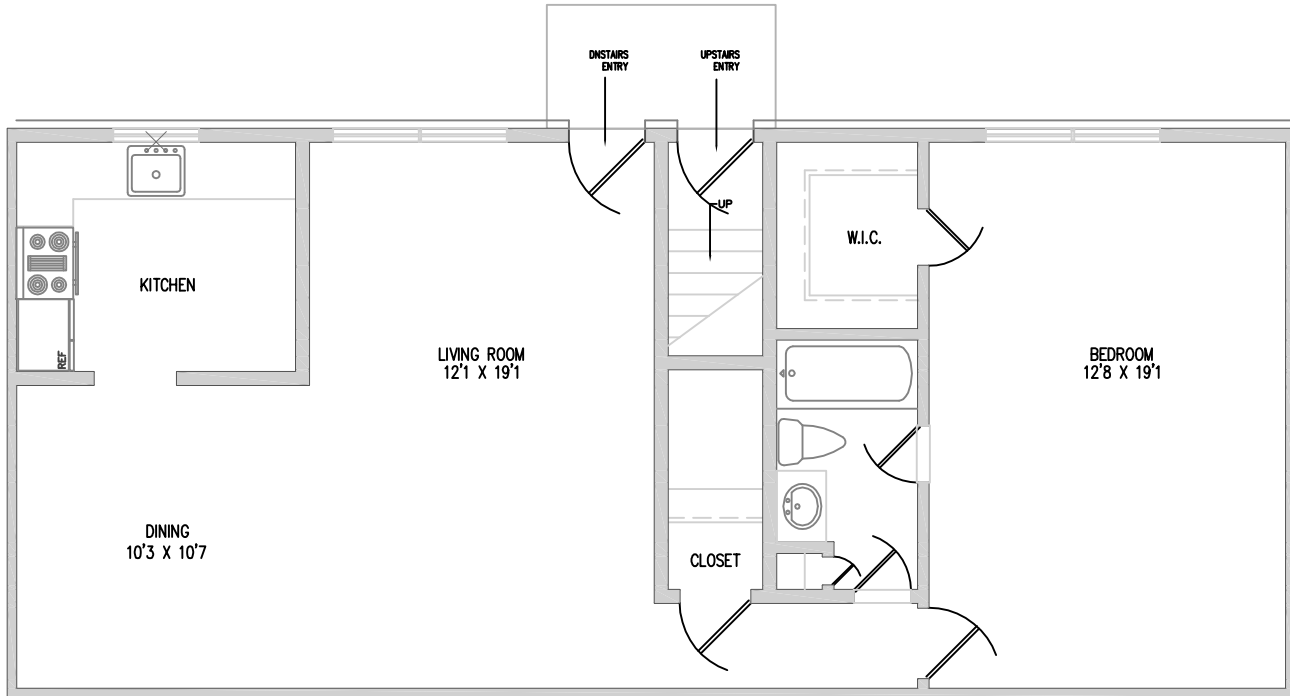 DNSTAIRS
ENTRY
UPSTAIRS
ENTRY
UP
W.I.C.
KITCHEN
REF
LIVING ROOM
12'1 X 19'1
BEDROOM
12'8 X 19'1
DINING
10'3 X 10'7
CLOSET